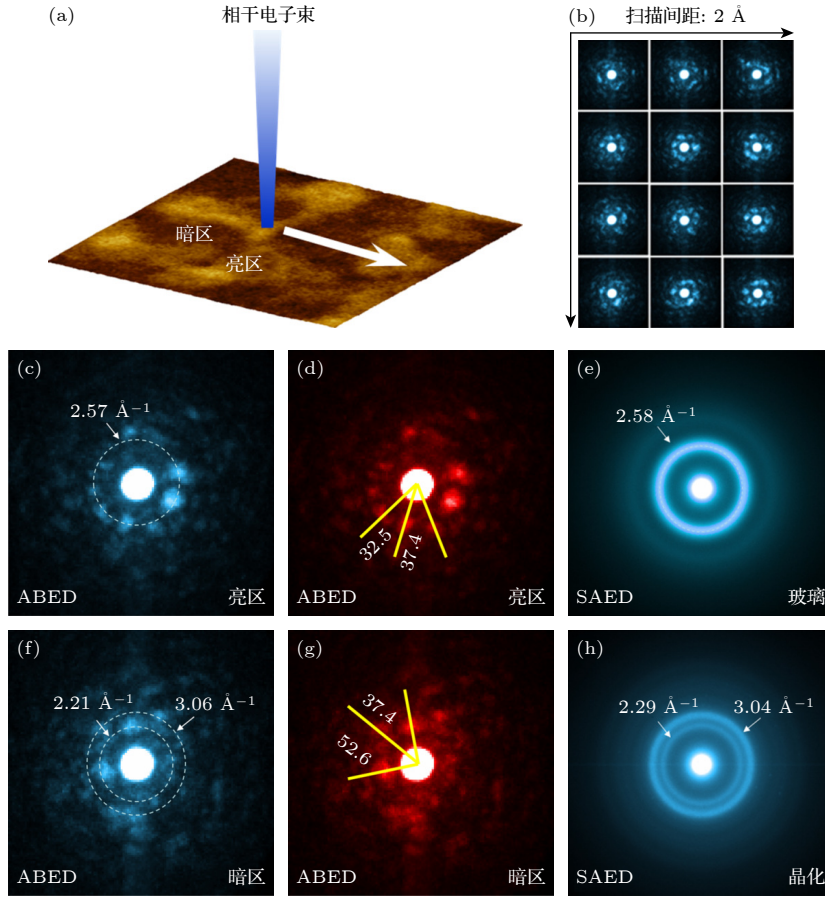 (a)
相干电子束
暗区
亮区
(b)
扫描间距: 2 Å
(c)
2.57 Å⁻¹
ABED
亮区
(d)
32.5
37.4
ABED
亮区
(e)
2.58 Å⁻¹
SAED
玻璃
(f)
2.21 Å⁻¹
3.06 Å⁻¹
ABED
暗区
(g)
37.4
52.6
ABED
暗区
(h)
2.29 Å⁻¹
3.04 Å⁻¹
SAED
晶化